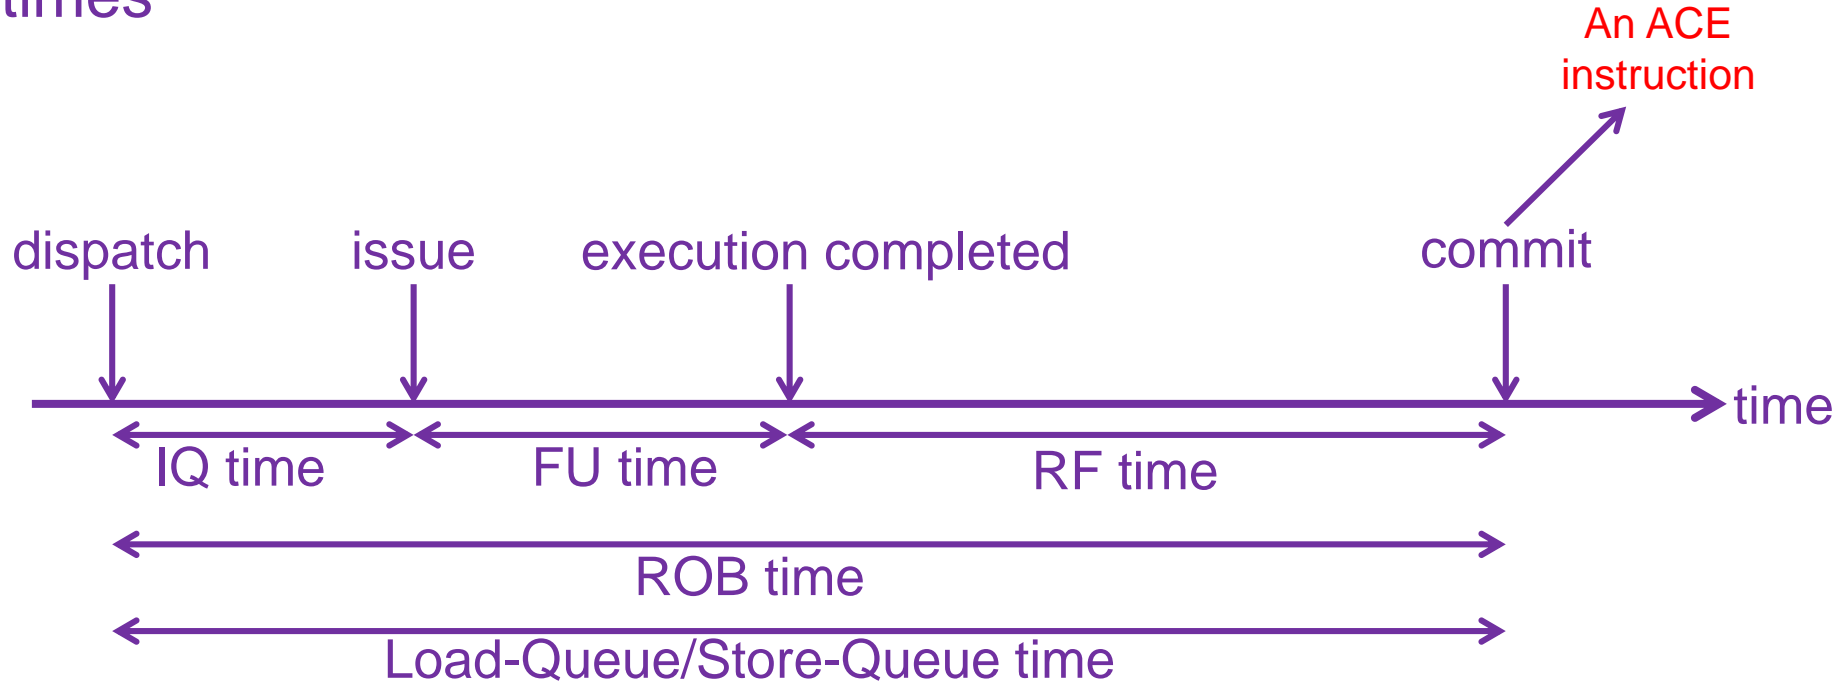 times
An ACE
instruction
dispatch issue execution completed commit
time
IQ time FU time RF time
ROB time
Load-Queue/Store-Queue time